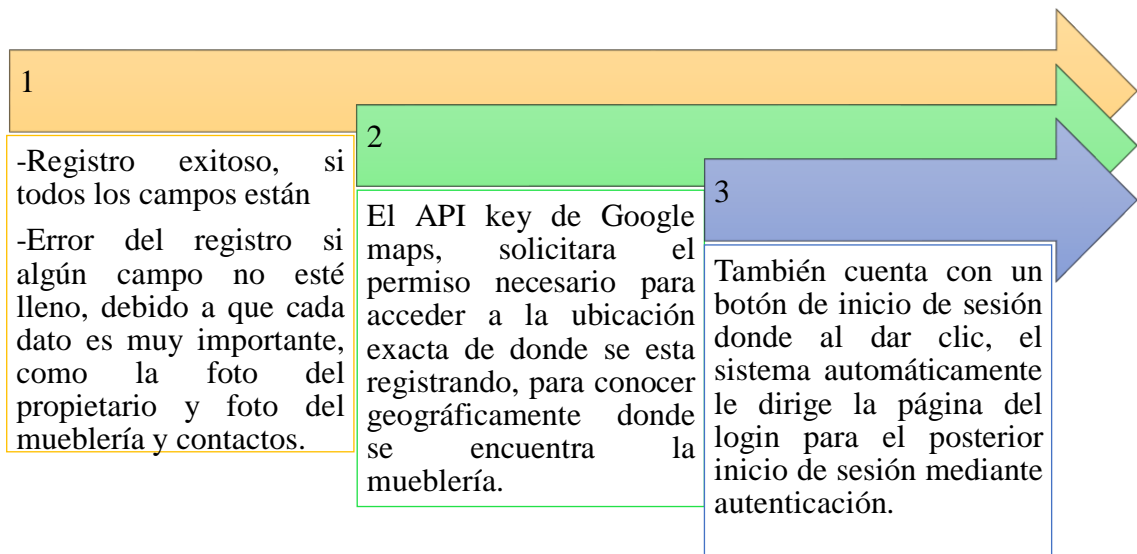 1
-Registro exitoso, si
todos los campos están
-Error del registro si
algún campo no esté
lleno, debido a que cada
dato es muy importante,
como la foto del
propietario y foto del
mueblería y contactos.
2
El API key de Google
maps, solicitara el
permiso necesario para
acceder a la ubicación
exacta de donde se esta
registrando, para conocer
geográficamente donde
se encuentra la
mueblería.
3
También cuenta con un
botón de inicio de sesión
donde al dar clic, el
sistema automáticamente
le dirige la página del
login para el posterior
inicio de sesión mediante
autenticación.